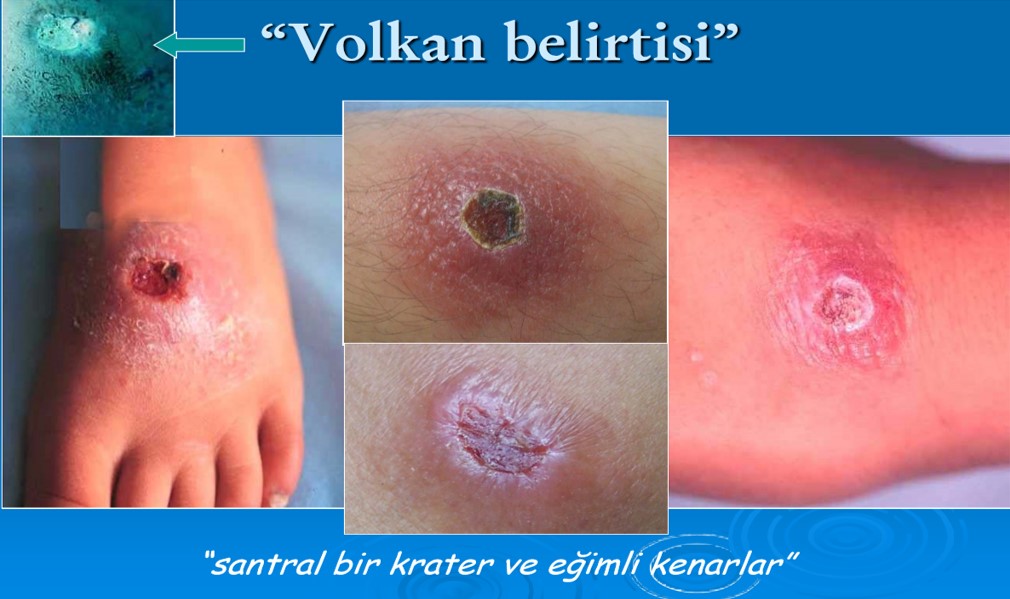 “Volkan belirtisi”
“santral bir krater ve eğimli kenarlar”